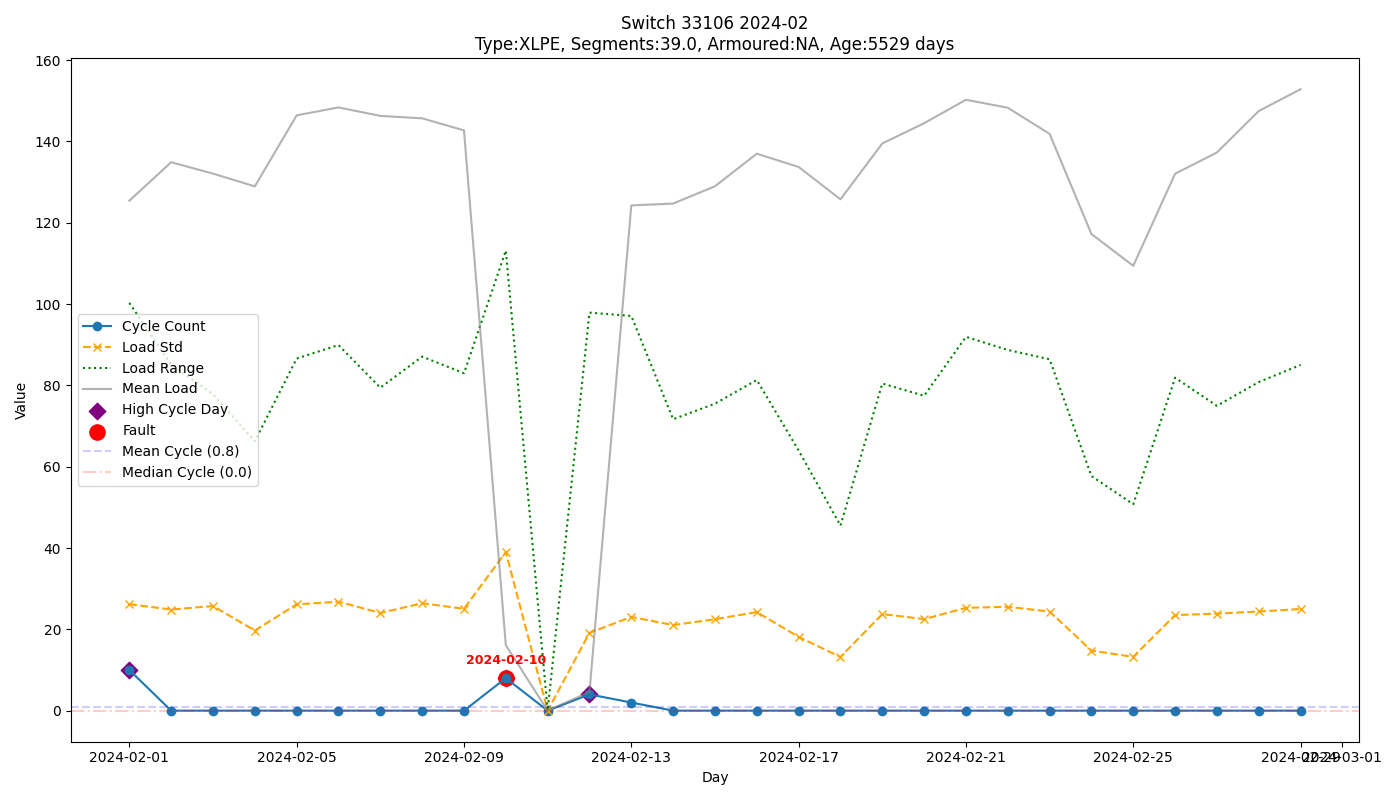 Switch 33106 2024-02
Type:XLPE, Segments:39.0, Armoured:NA, Age:5529 days
160
140
120
100
80
60
40
20
0
Value
Cycle Count
Load Std
Load Range
Mean Load
High Cycle Day
Fault
Mean Cycle (0.8)
Median Cycle (0.0)
2024-02-10
2024-02-01
2024-02-05
2024-02-09
2024-02-13
2024-02-17
2024-02-21
2024-02-25
2024-02-29
2024-03-01
Day